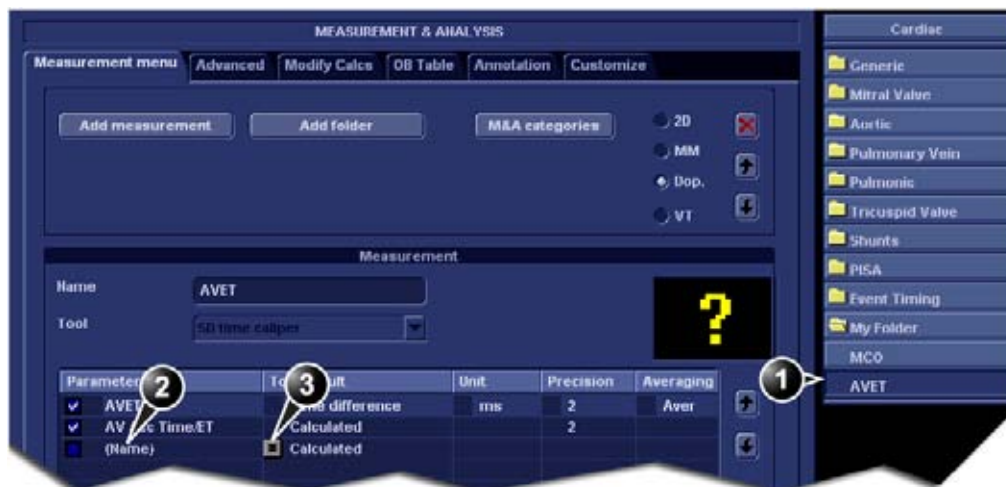 MEASUREMENT & ANALYSIS
Measurement menu Advanced Modify Calcs OB Table Annotation Customize
Add measurement Add folder M&A categories
2D
MM
Dop.
VT
Measurement
Name AVET
Tool SD time caliper
Unit Precision Averaging
AVET difference ms 2 Aver
AV Time/ET Calculated 2
(Name) Calculated
2
3
Cardiac
Generic
Mitral Valve
Aortic
Pulmonary Vein
Pulmonic
Tricuspid Valve
Shunts
PISA
Event Timing
My Folder
MCO
AVET
1